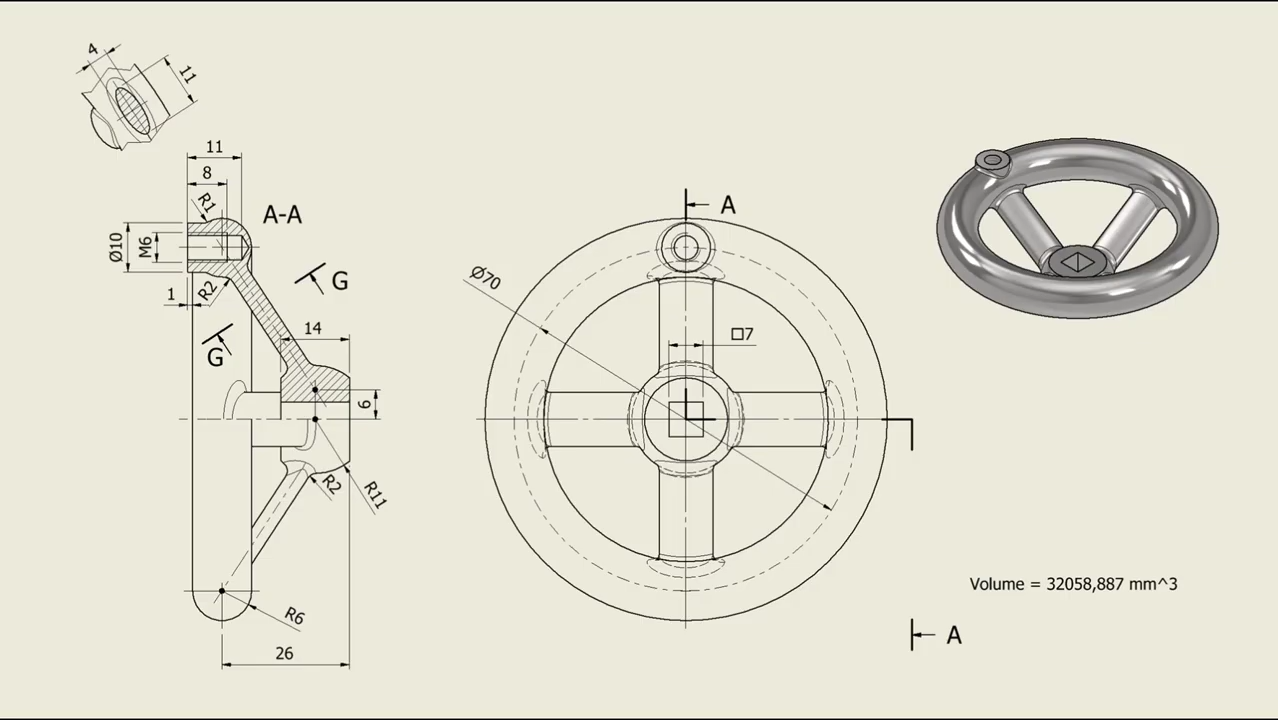 4
11
11
8
R1
A-A
Ø10
M6
G
1
R2
14
G
6
R2
R11
R6
26
A
Ø70
□7
A
Volume = 32058,887 mm^3